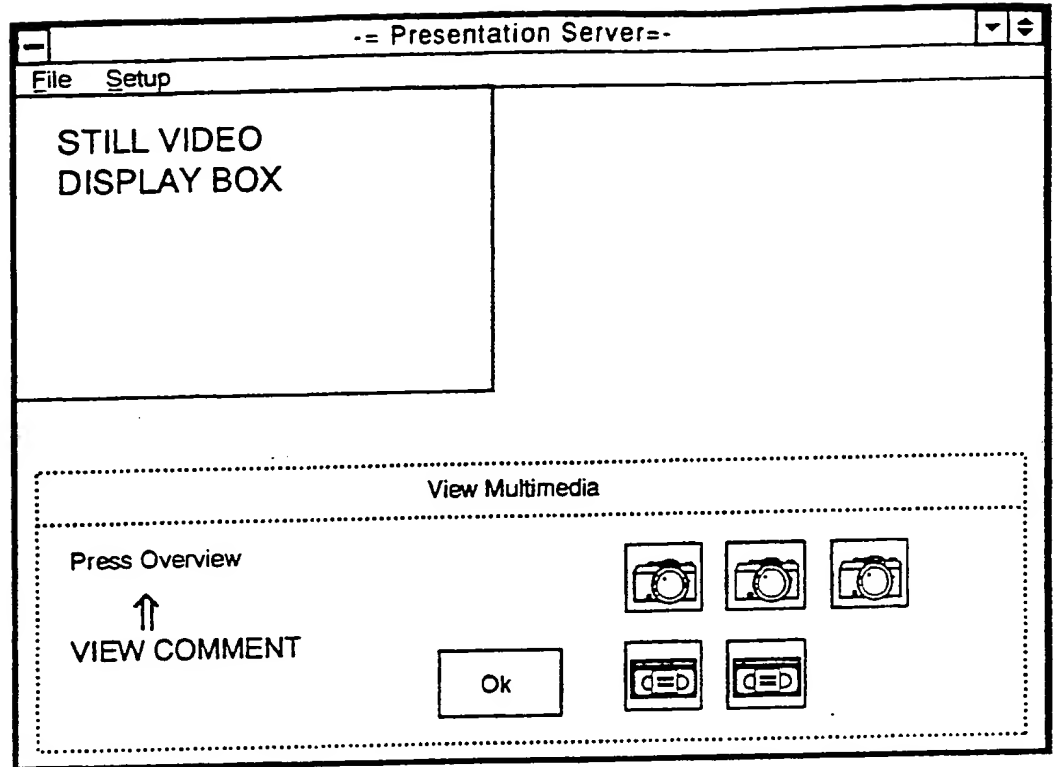 -= Presentation Server=-
File Setup
STILL VIDEO
DISPLAY BOX
View Multimedia
Press Overview
⇑
VIEW COMMENT
Ok